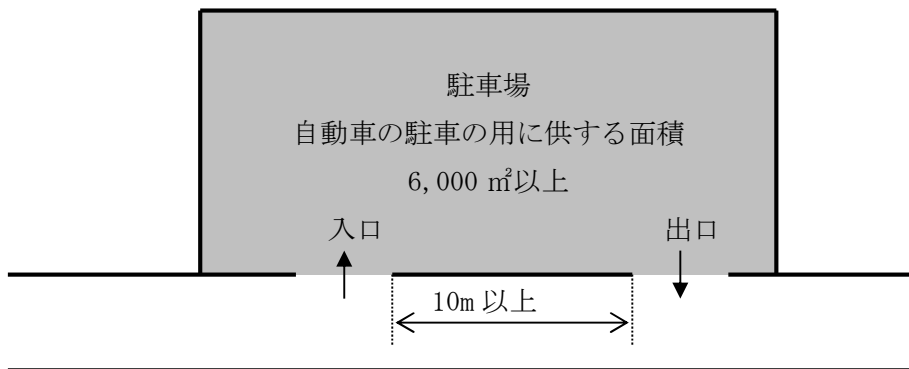 駐車場
自動車の駐車の用に供する面積
6,000 ㎡以上
入口
出口
10m 以上